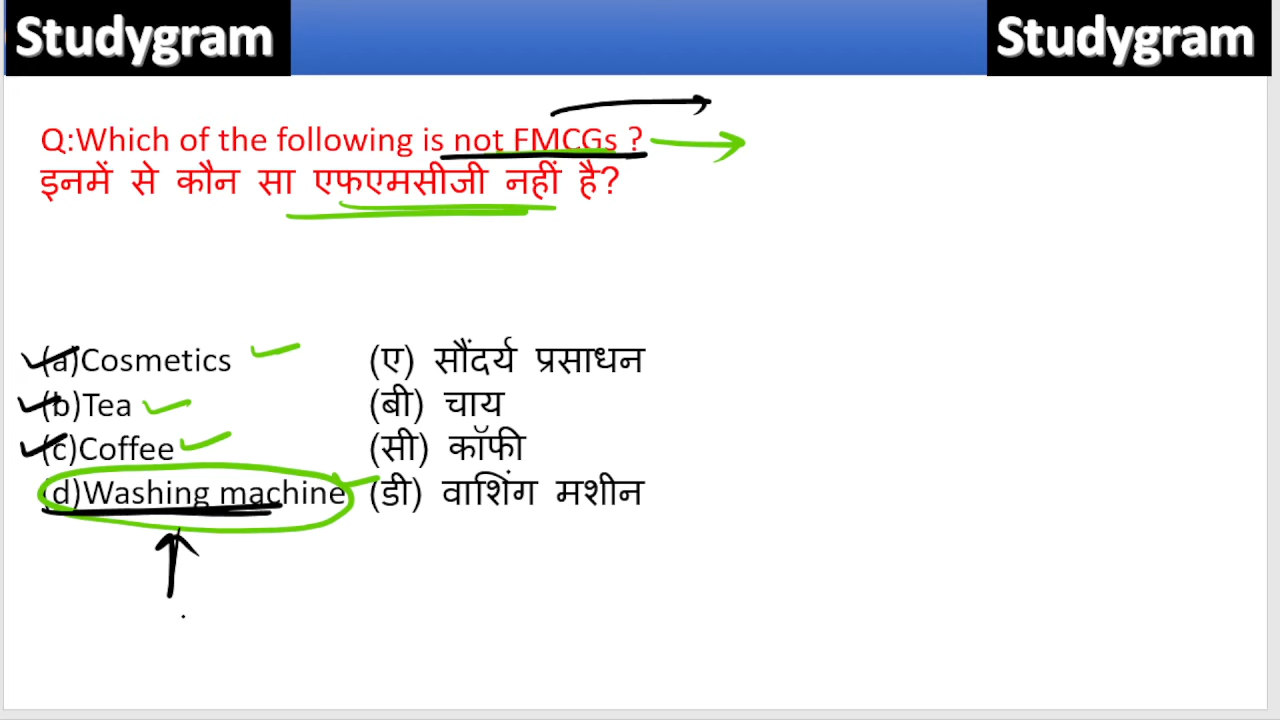 Studygram
Studygram
Q:Which of the following is not FMCGs ?
इनमें से कौन सा एफएमसीजी नहीं है?
(a)Cosmetics (ए) सौंदर्य प्रसाधन
(b)Tea (बी) चाय
(c)Coffee (सी) कॉफी
(d)Washing machine (डी) वाशिंग मशीन